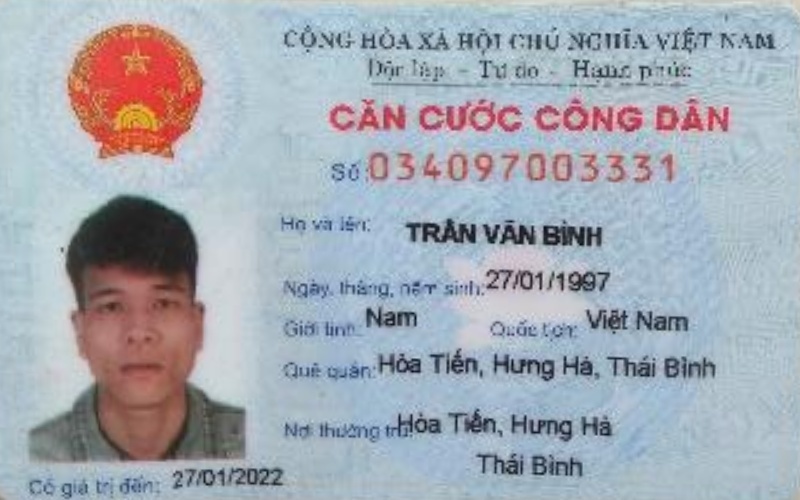 CỘNG HÒA XÃ HỘI CHỦ NGHĨA VIỆT NAM
Độc lập - Tự do - Hạnh phúc
CĂN CƯỚC CÔNG DÂN
Số: 034097003331
Họ và tên: TRẦN VĂN BÌNH
Ngày, tháng, năm sinh: 27/01/1997
Giới tính: Nam Quốc tịch: Việt Nam
Quê quán: Hòa Tiến, Hưng Hà, Thái Bình
Nơi thường trú: Hòa Tiến, Hưng Hà
Thái Bình
Có giá trị đến: 27/01/2022